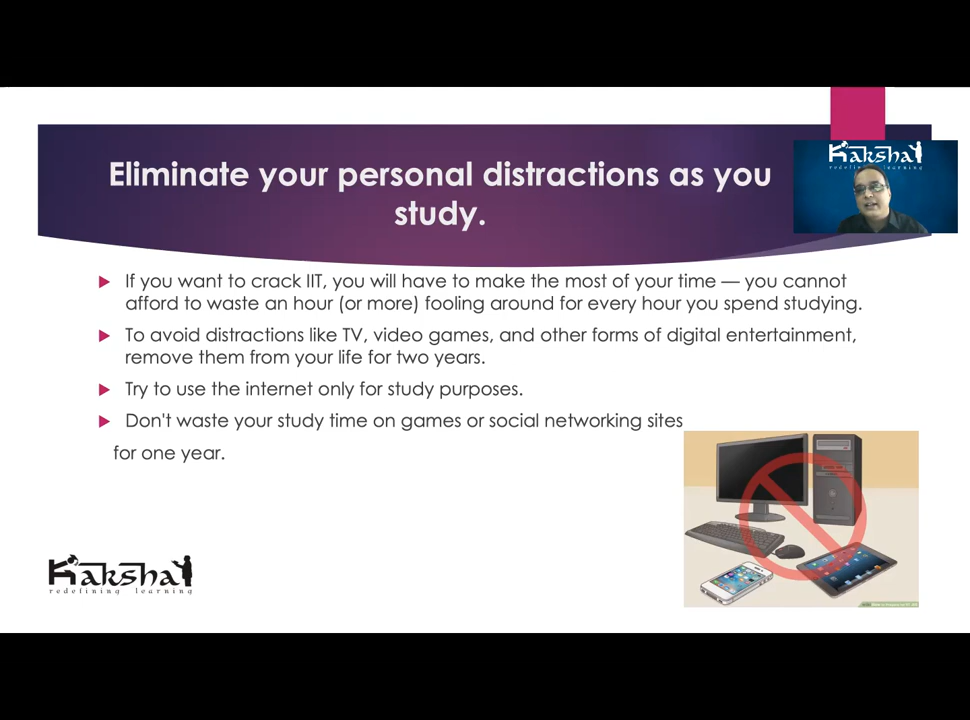 Eliminate your personal distractions as you
study.
Kaksha
redefining learning
If you want to crack IIT, you will have to make the most of your time — you cannot
afford to waste an hour (or more) fooling around for every hour you spend studying.
To avoid distractions like TV, video games, and other forms of digital entertainment,
remove them from your life for two years.
Try to use the internet only for study purposes.
Don't waste your study time on games or social networking sites
for one year.
Kaksha
redefining learning